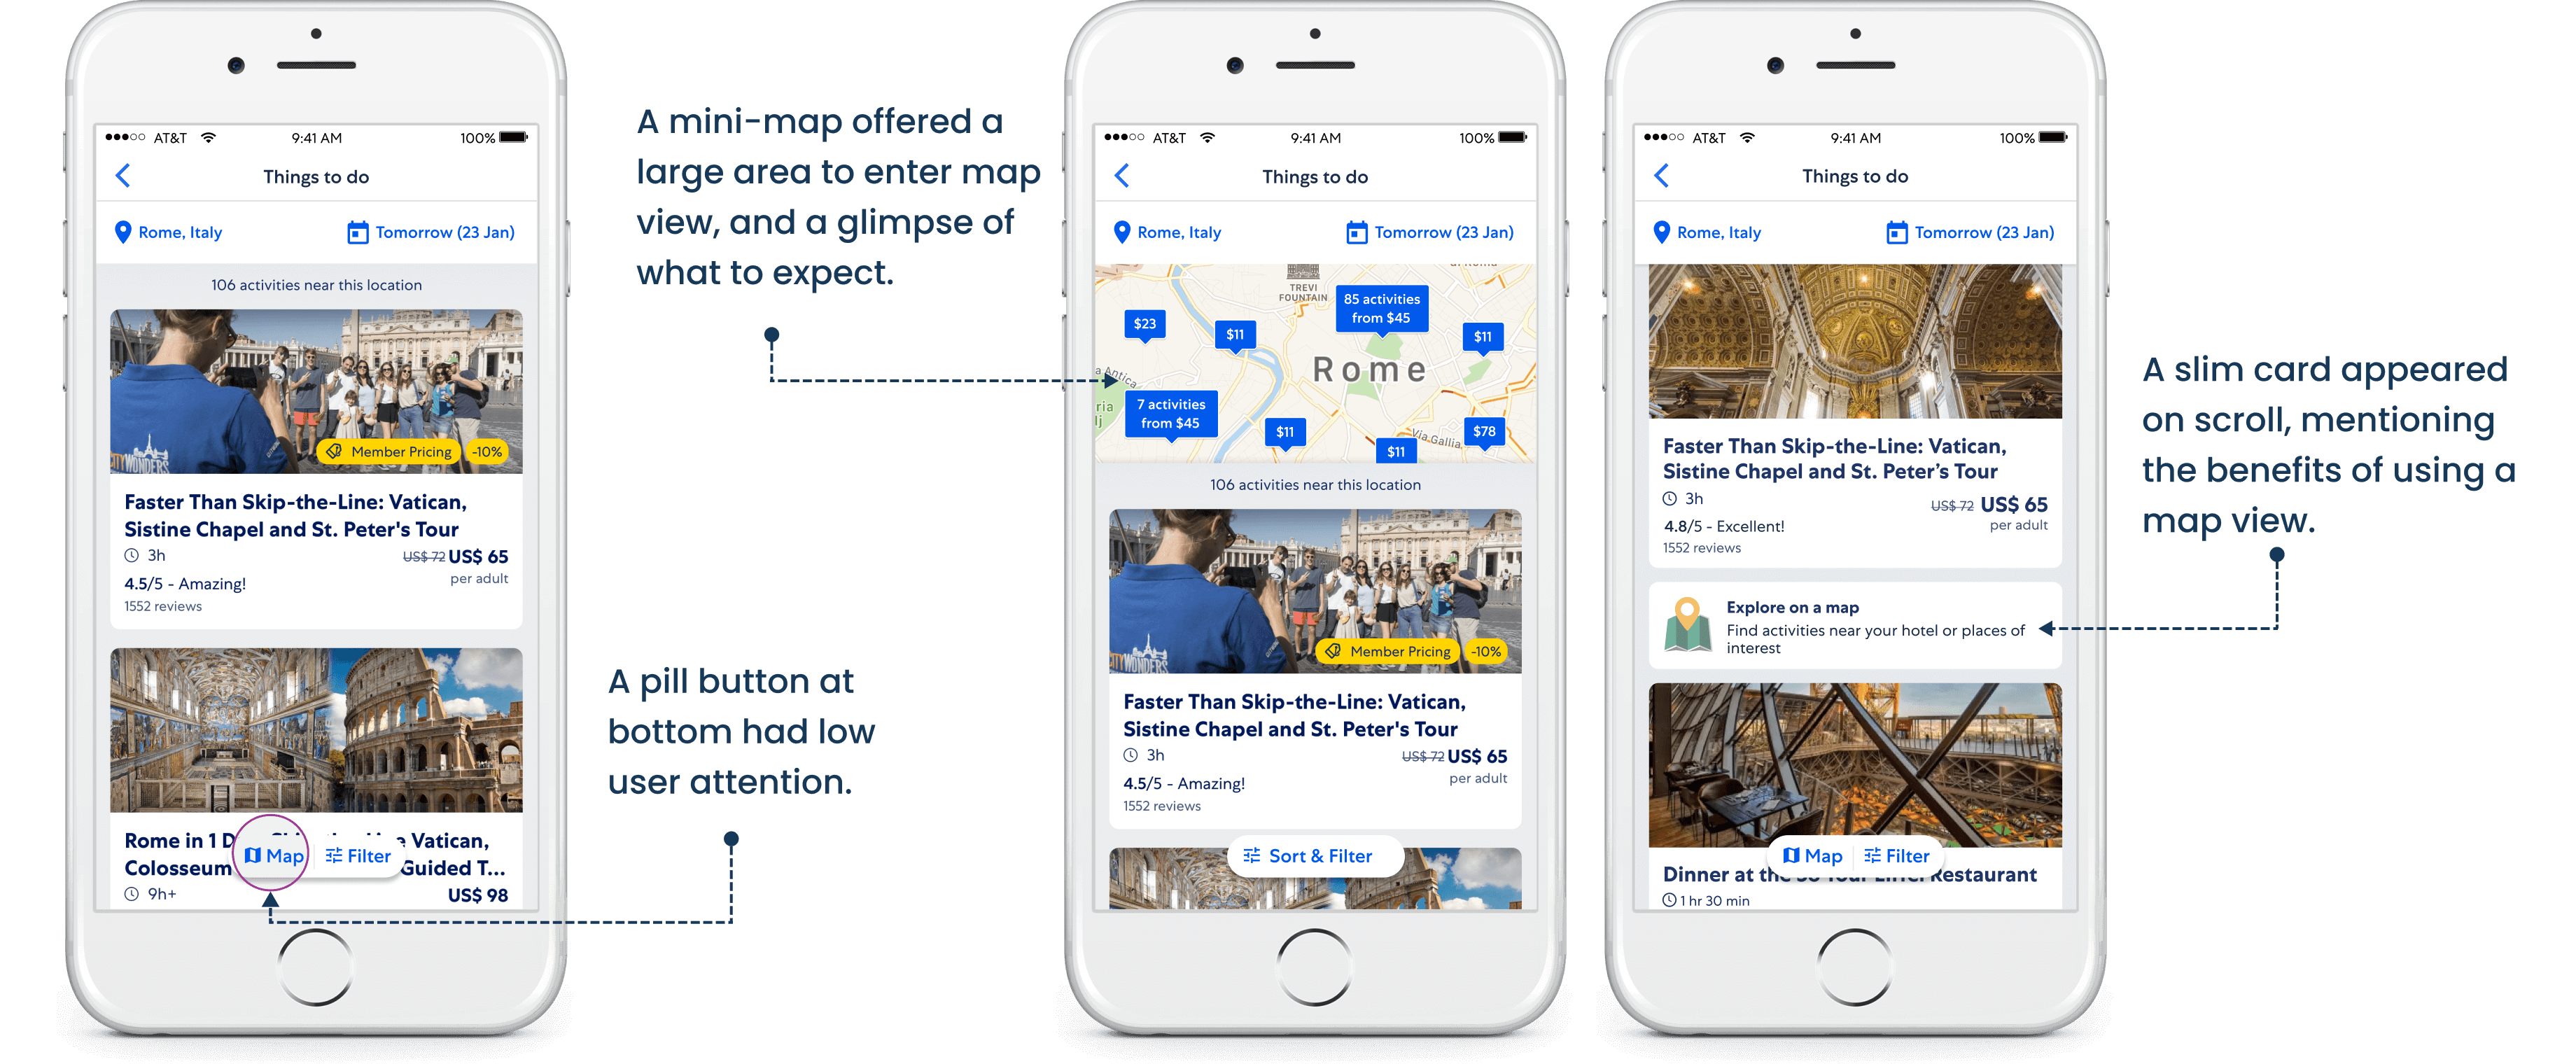 AT&T
9:41 AM
100%
Things to do
Rome, Italy
Tomorrow (23 Jan)
106 activities near this location
CITYWONDERS
Member Pricing
-10%
Faster Than Skip-the-Line: Vatican,
Sistine Chapel and St. Peter's Tour
3h
US$ 72 US$ 65
4.5/5 - Amazing!
per adult
1552 reviews
Rome in 1 D
e Vatican,
Colosseum
Guided T...
Map
Filter
9h+
US$ 98
A mini-map offered a
large area to enter map
view, and a glimpse of
what to expect.
A pill button at
bottom had low
user attention.
AT&T
9:41 AM
100%
Things to do
Rome, Italy
Tomorrow (23 Jan)
TREVI
FOUNTAIN
85 activities
from $45
$23
$11
$11
Rome
a Antica
7 activities
from $45
$11
$11
Via Gallia
$78
106 activities near this location
CITYWONDERS
Member Pricing
-10%
Faster Than Skip-the-Line: Vatican,
Sistine Chapel and St. Peter's Tour
3h
US$ 72 US$ 65
4.5/5 - Amazing!
per adult
1552 reviews
Sort & Filter
AT&T
9:41 AM
100%
Things to do
Rome, Italy
Tomorrow (23 Jan)
Faster Than Skip-the-Line: Vatican,
Sistine Chapel and St. Peter’s Tour
3h
US$ 72 US$ 65
4.8/5 - Excellent!
per adult
1552 reviews
Explore on a map
Find activities near your hotel or places of
interest
Map
Filter
Dinner at the
Restaurant
1 hr 30 min
A slim card appeared
on scroll, mentioning
the benefits of using a
map view.